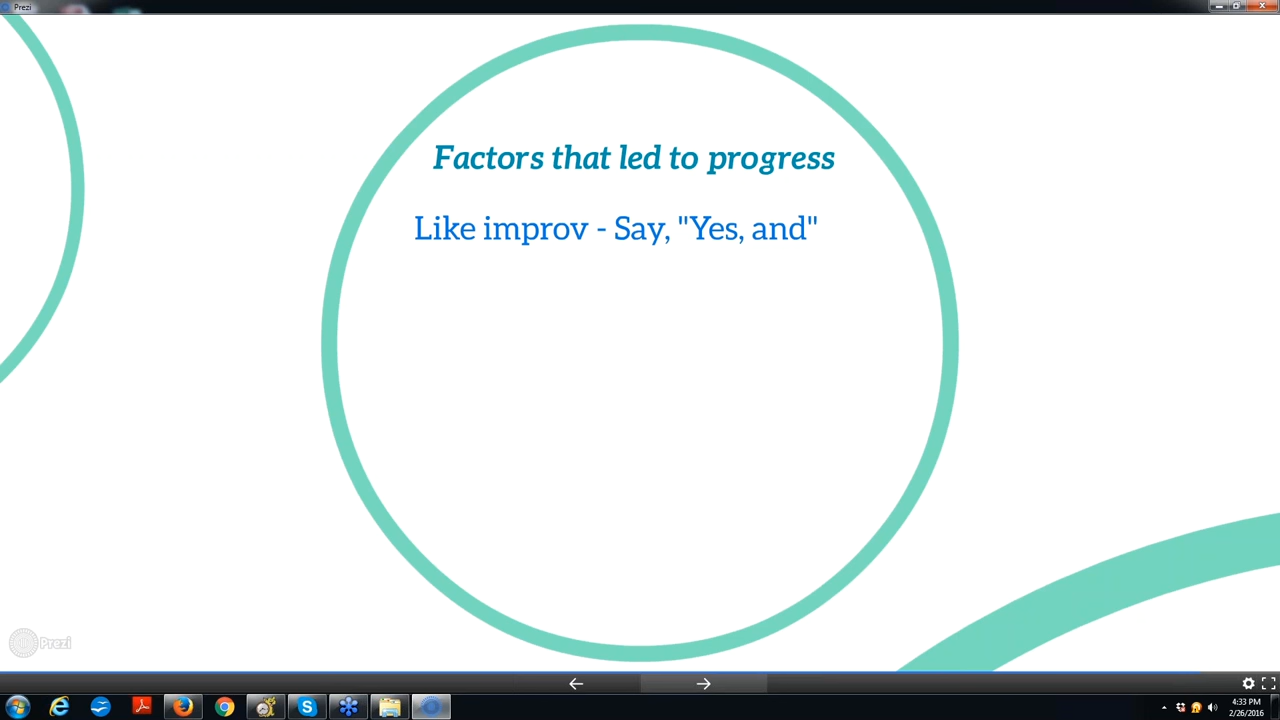 Prezi
Factors that led to progress
Like improv - Say, "Yes, and"
Prezi
4:33 PM
2/26/2016